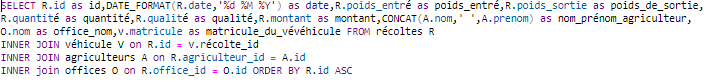 SELECT R.id as id,DATE_FORMAT(R.date,'%d %M %Y') as date,R.poids_entré as poids_entré,R.poids_sortie as poids_de_sortie,
R.quantité as quantité,R.qualité as qualité,R.montant as montant,CONCAT(A.nom,' ',A.prenom) as nom_prénom_agriculteur,
O.nom as office_nom,v.matricule as matricule_du_vévéhicule FROM récoltes R
INNER JOIN véhicule V on R.id = v.récolte_id
INNER JOIN agriculteurs A on R.agriculteur_id = A.id
INNER join offices O on R.office_id = O.id ORDER BY R.id ASC